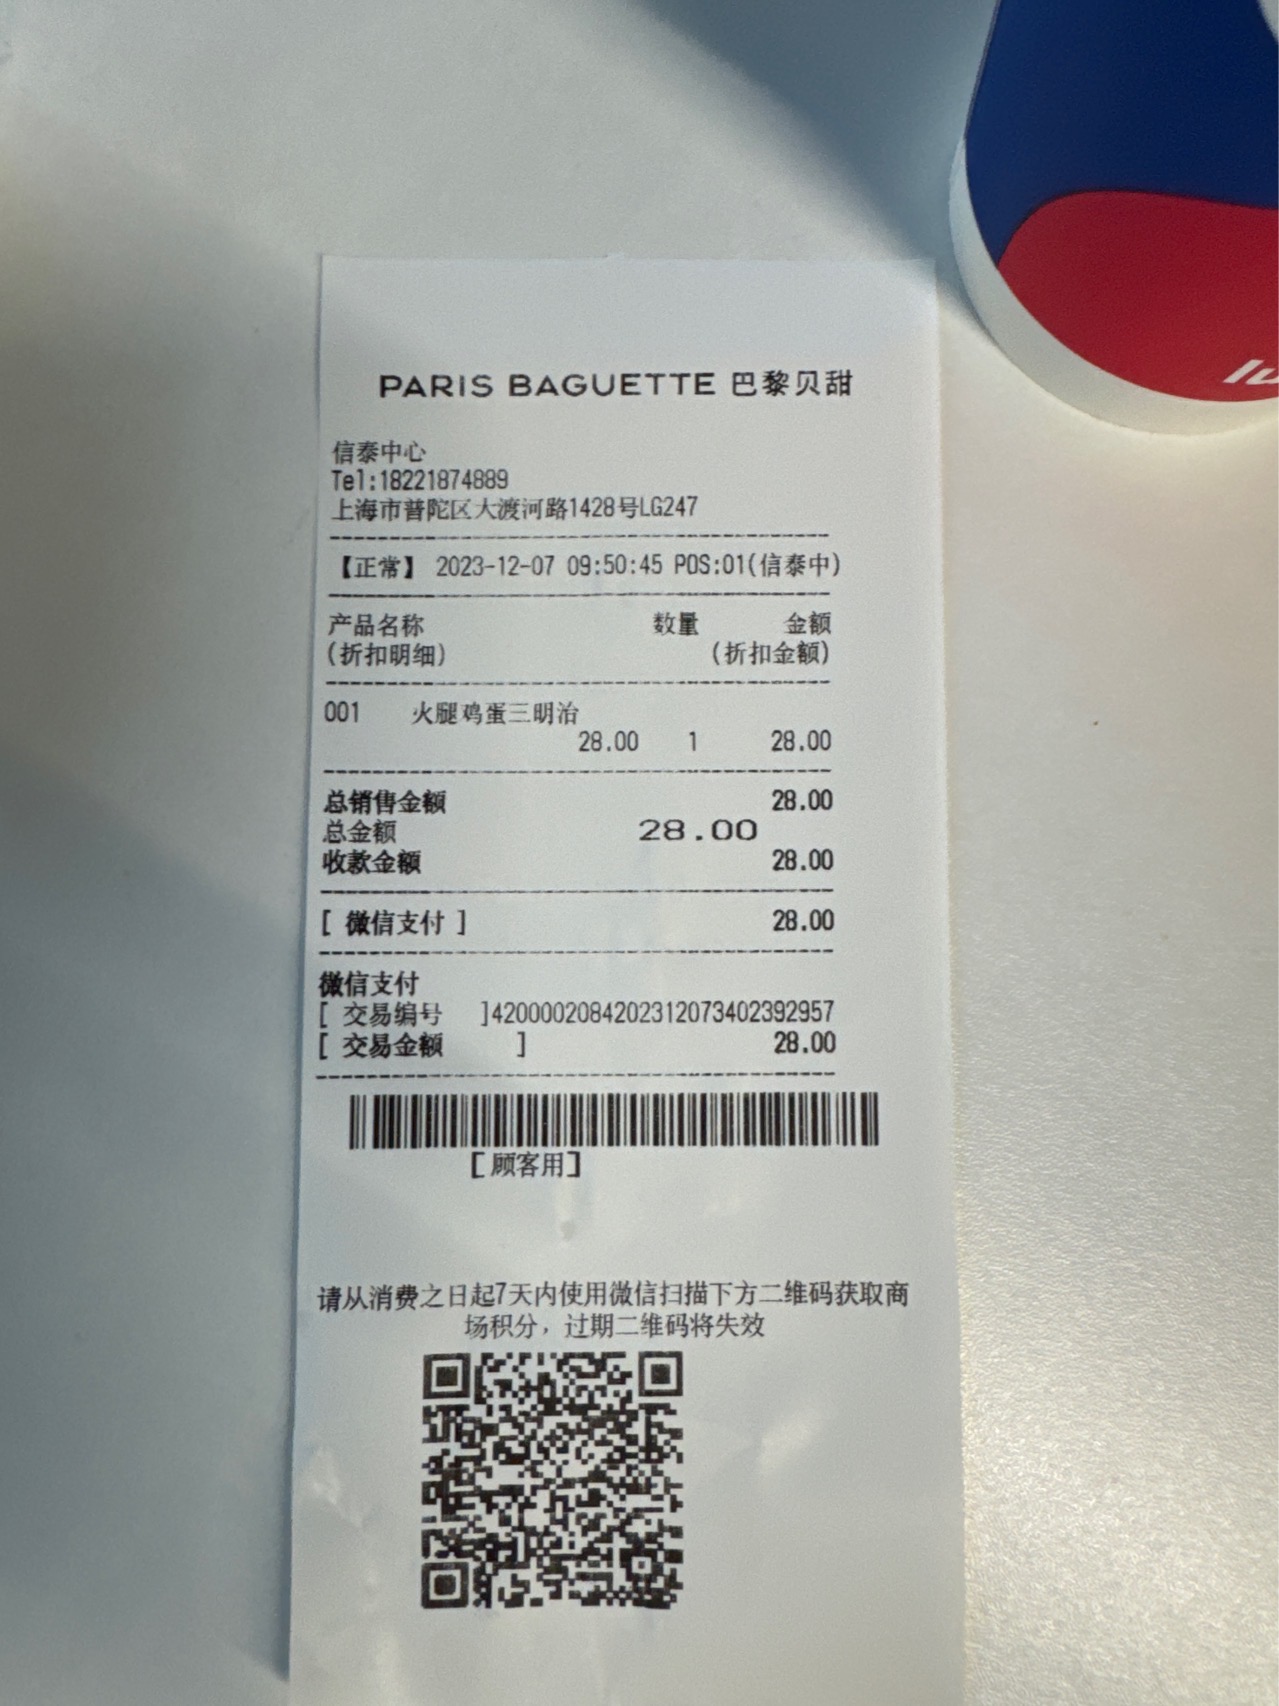 PARIS BAGUETTE 巴黎贝甜
信泰中心
Tel:18221874889
上海市普陀区大渡河路1428号LG247
【正常】 2023-12-07 09:50:45 POS:01(信泰中)
产品名称 数量 金额
(折扣明细) (折扣金额)
001 火腿鸡蛋三明治
28.00 1 28.00
总销售金额 28.00
总金额 28.00
收款金额 28.00
[ 微信支付 ] 28.00
微信支付
[ 交易编号 ]4200002084202312073402392957
[ 交易金额 ] 28.00
[顾客用]
请从消费之日起7天内使用微信扫描下方二维码获取商
场积分，过期二维码将失效